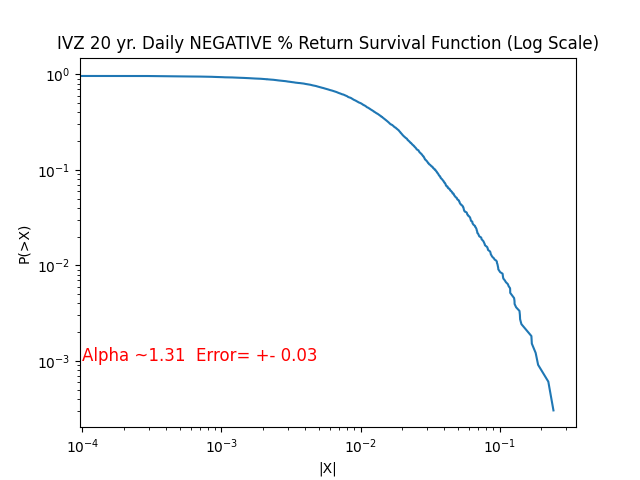 IVZ 20 yr. Daily NEGATIVE % Return Survival Function (Log Scale)
10⁰
10⁻¹
10⁻²
10⁻³
P(>X)
Alpha ~1.31  Error= +- 0.03
10⁻⁴ 10⁻³ 10⁻² 10⁻¹
|X|